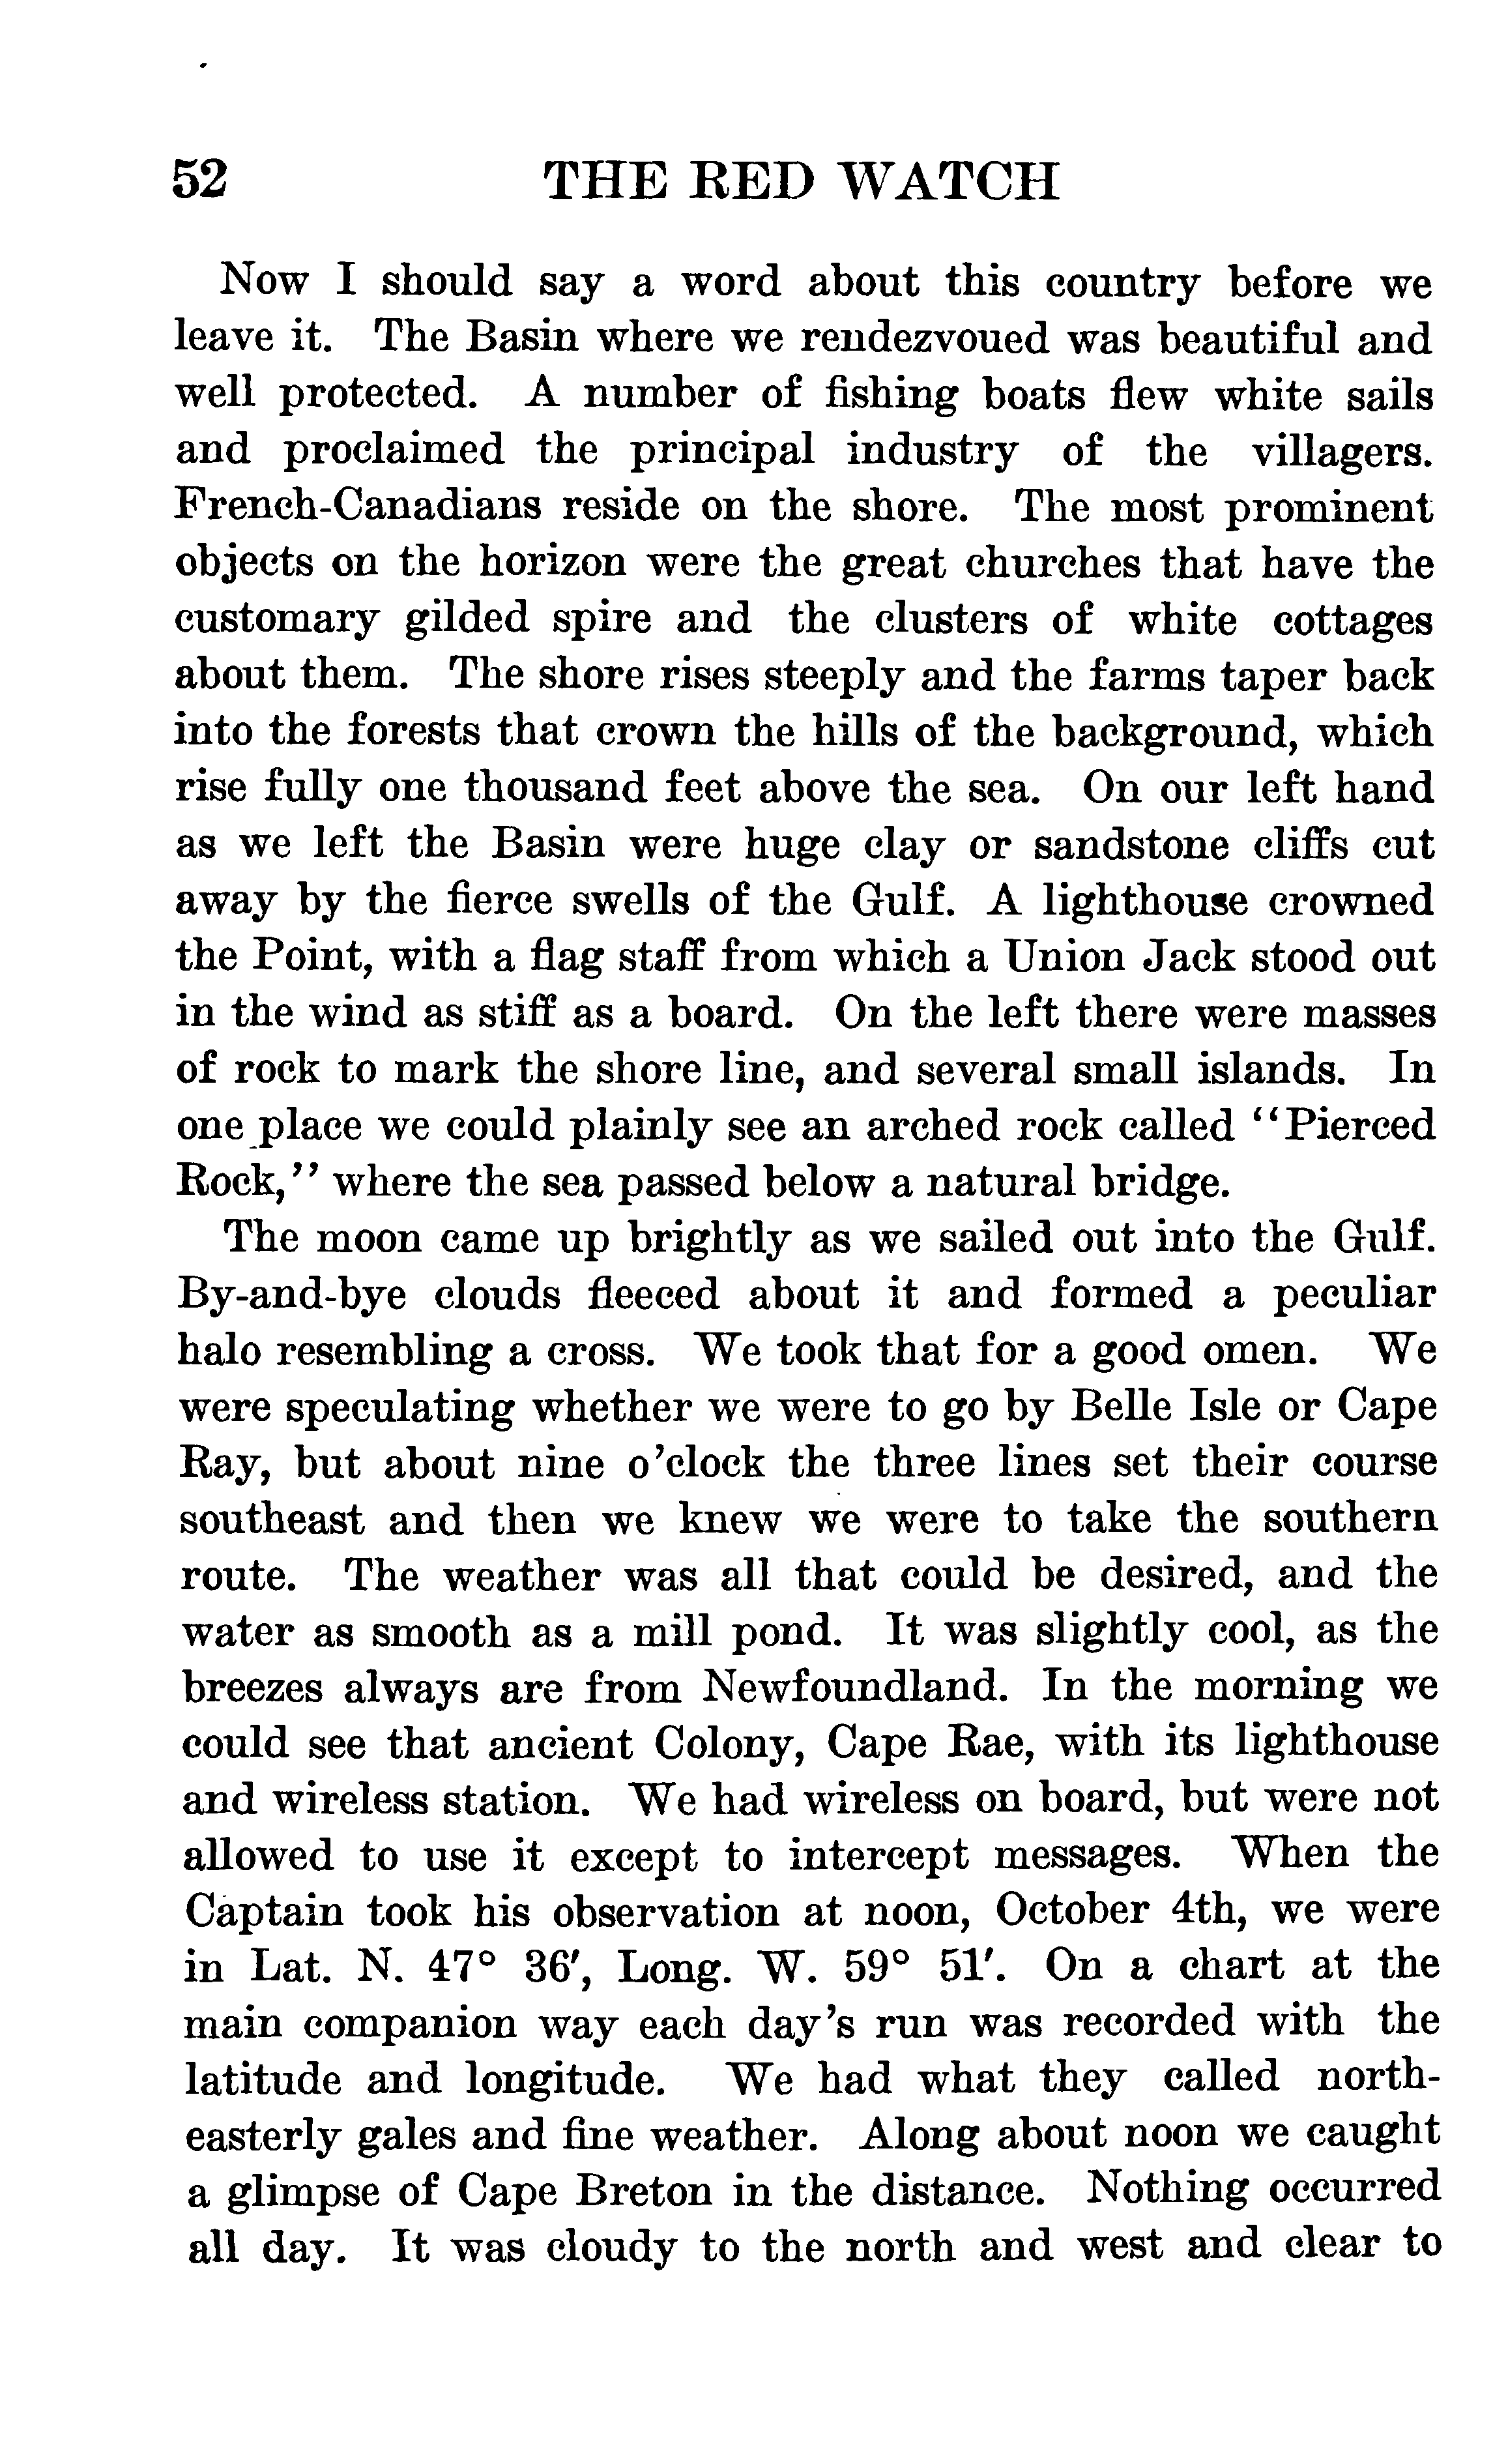 52 THE RED WATCH
Now I should say a word about this country before we
leave it. The Basin where we rendezvoued was beautiful and
well protected. A number of fishing boats flew white sails
and proclaimed the principal industry of the villagers.
French-Canadians reside on the shore. The most prominent
objects on the horizon were the great churches that have the
customary gilded spire and the clusters of white cottages
about them. The shore rises steeply and the farms taper back
into the forests that crown the hills of the background, which
rise fully one thousand feet above the sea. On our left hand
as we left the Basin were huge clay or sandstone cliffs cut
away by the fierce swells of the Gulf. A lighthouse crowned
the Point, with a flag staff from which a Union Jack stood out
in the wind as stiff as a board. On the left there were masses
of rock to mark the shore line, and several small islands. In
one place we could plainly see an arched rock called "Pierced
Rock," where the sea passed below a natural bridge.
The moon came up brightly as we sailed out into the Gulf.
By-and-bye clouds fleeced about it and formed a peculiar
halo resembling a cross. We took that for a good omen. We
were speculating whether we were to go by Belle Isle or Cape
Ray, but about nine o'clock the three lines set their course
southeast and then we knew we were to take the southern
route. The weather was all that could be desired, and the
water as smooth as a mill pond. It was slightly cool, as the
breezes always are from Newfoundland. In the morning we
could see that ancient Colony, Cape Rae, with its lighthouse
and wireless station. We had wireless on board, but were not
allowed to use it except to intercept messages. When the
Captain took his observation at noon, October 4th, we were
in Lat. N. 47° 36′, Long. W. 59° 51′. On a chart at the
main companion way each day's run was recorded with the
latitude and longitude. We had what they called north-
easterly gales and fine weather. Along about noon we caught
a glimpse of Cape Breton in the distance. Nothing occurred
all day. It was cloudy to the north and west and clear to